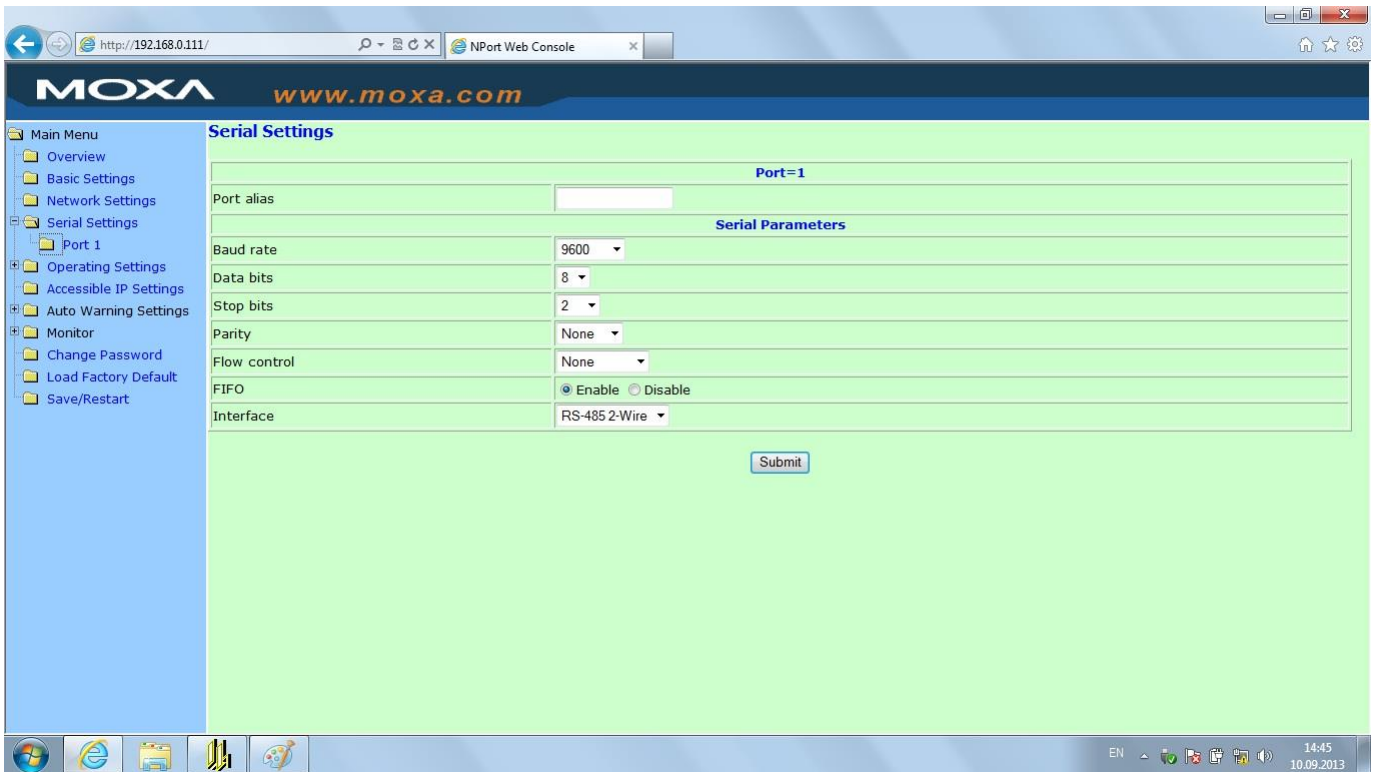 http://192.168.0.111/
NPort Web Console
MOXA www.moxa.com
Main Menu
Overview
Basic Settings
Network Settings
Serial Settings
Port 1
Operating Settings
Accessible IP Settings
Auto Warning Settings
Monitor
Change Password
Load Factory Default
Save/Restart
Serial Settings
Port=1
Port alias
Serial Parameters
Baud rate 9600
Data bits 8
Stop bits 2
Parity None
Flow control None
FIFO Enable Disable
Interface RS-485 2-Wire
Submit
EN 14:45
10.09.2013